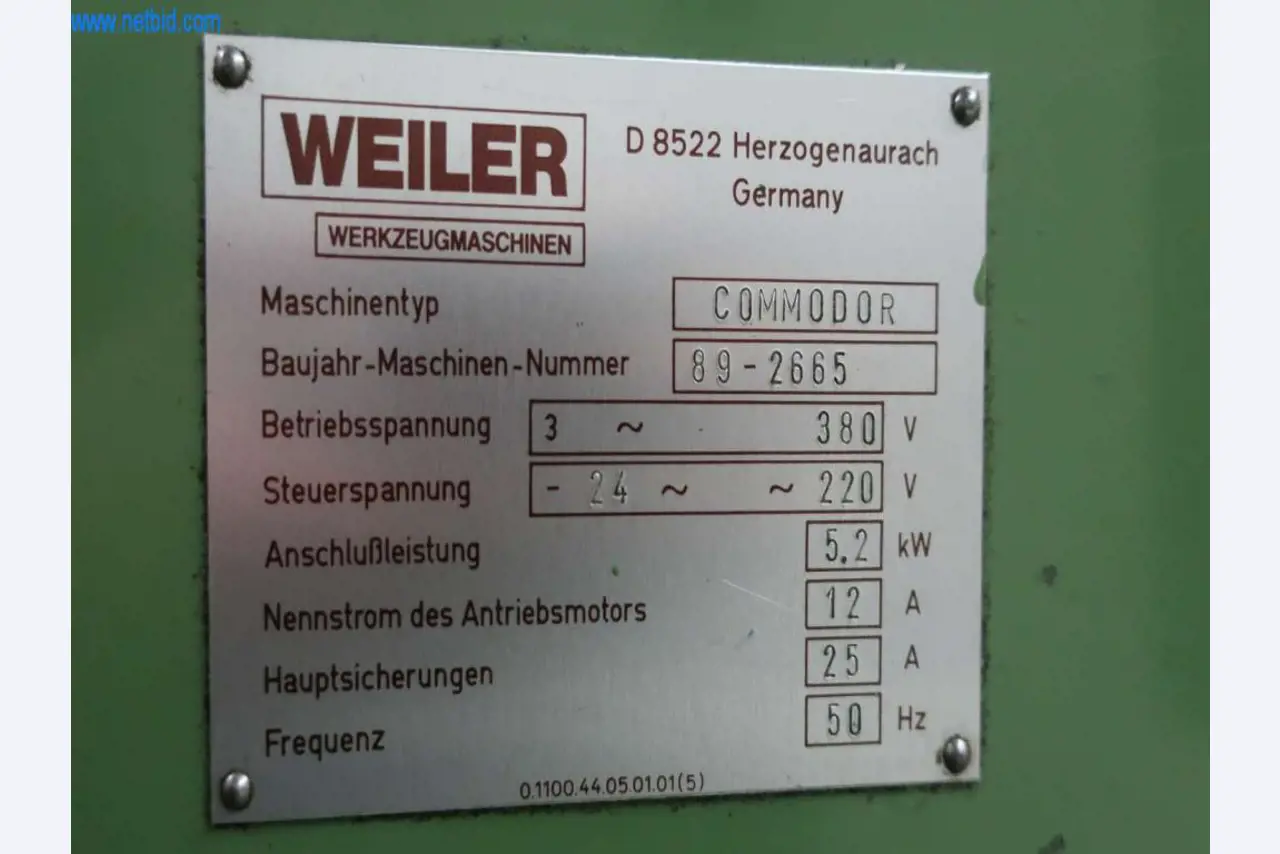 www.netbid.com
WEILER
WERKZEUGMASCHINEN
D 8522 Herzogenaurach
Germany
Maschinentyp COMMODOR
Baujahr-Maschinen-Nummer 89-2665
Betriebsspannung 3 ~ 380 V
Steuerspannung - 24 ~ ~ 220 V
Anschlußleistung 5.2 kW
Nennstrom des Antriebsmotors 12 A
Hauptsicherungen 25 A
Frequenz 50 Hz
0.1100.44.05.01.01(5)